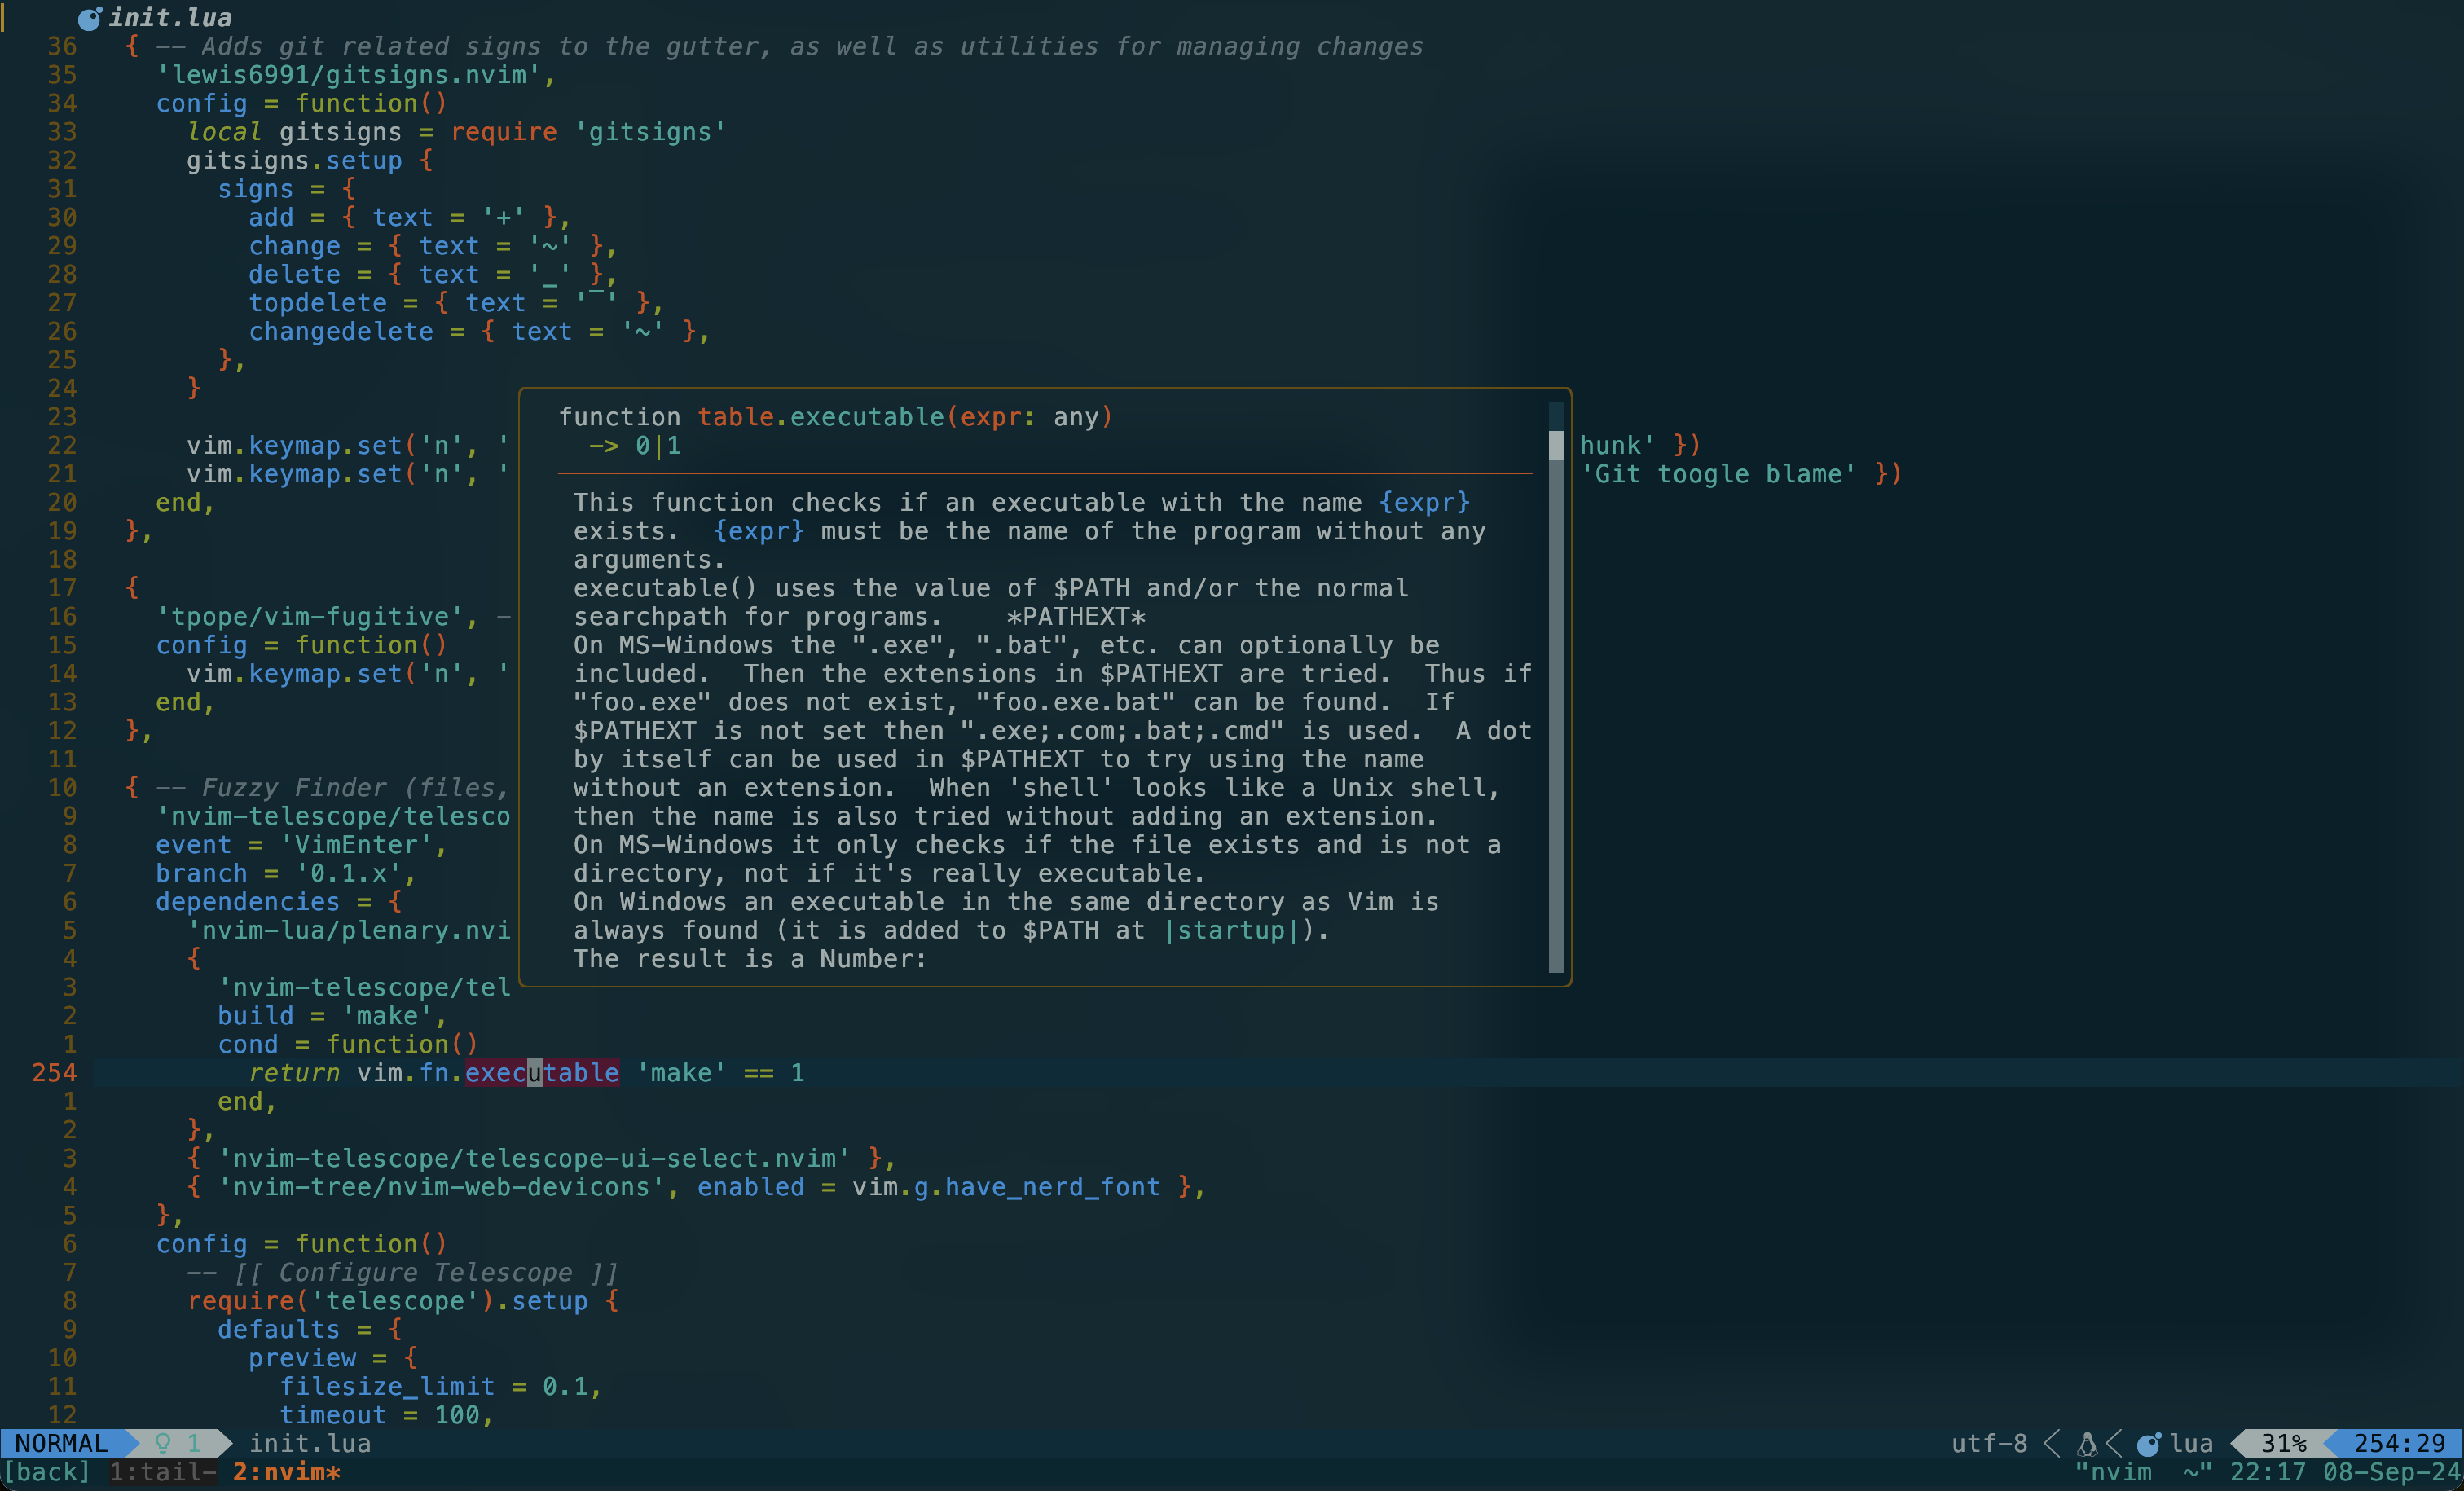 init.lua
36 { -- Adds git related signs to the gutter, as well as utilities for managing changes
35 'lewis6991/gitsigns.nvim',
34 config = function()
33 local gitsigns = require 'gitsigns'
32 gitsigns.setup {
31 signs = {
30 add = { text = '+' },
29 change = { text = '~' },
28 delete = { text = '_' },
27 topdelete = { text = '‾' },
26 changedelete = { text = '~' },
25 },
24 }
23
22 vim.keymap.set('n', ' hunk' })
21 vim.keymap.set('n', ' 'Git toogle blame' })
20 end,
19 },
18
17 {
16 'tpope/vim-fugitive', -
15 config = function()
14 vim.keymap.set('n', '
13 end,
12 },
11
10 { -- Fuzzy Finder (files,
9 'nvim-telescope/telesco
8 event = 'VimEnter',
7 branch = '0.1.x',
6 dependencies = {
5 'nvim-lua/plenary.nvi
4 {
3 'nvim-telescope/tel
2 build = 'make',
1 cond = function()
254 return vim.fn.executable 'make' == 1
1 end,
2 },
3 { 'nvim-telescope/telescope-ui-select.nvim' },
4 { 'nvim-tree/nvim-web-devicons', enabled = vim.g.have_nerd_font },
5 },
6 config = function()
7 -- [[ Configure Telescope ]]
8 require('telescope').setup {
9 defaults = {
10 preview = {
11 filesize_limit = 0.1,
12 timeout = 100,
function table.executable(expr: any)
-> 0|1
This function checks if an executable with the name {expr}
exists.  {expr} must be the name of the program without any
arguments.
executable() uses the value of $PATH and/or the normal
searchpath for programs.    *PATHEXT*
On MS-Windows the ".exe", ".bat", etc. can optionally be
included.  Then the extensions in $PATHEXT are tried.  Thus if
"foo.exe" does not exist, "foo.exe.bat" can be found.  If
$PATHEXT is not set then ".exe;.com;.bat;.cmd" is used.  A dot
by itself can be used in $PATHEXT to try using the name
without an extension.  When 'shell' looks like a Unix shell,
then the name is also tried without adding an extension.
On MS-Windows it only checks if the file exists and is not a
directory, not if it's really executable.
On Windows an executable in the same directory as Vim is
always found (it is added to $PATH at |startup|).
The result is a Number:
NORMAL 1 init.lua utf-8 lua 31% 254:29
[back] 1:tail- 2:nvim* "nvim ~" 22:17 08-Sep-24